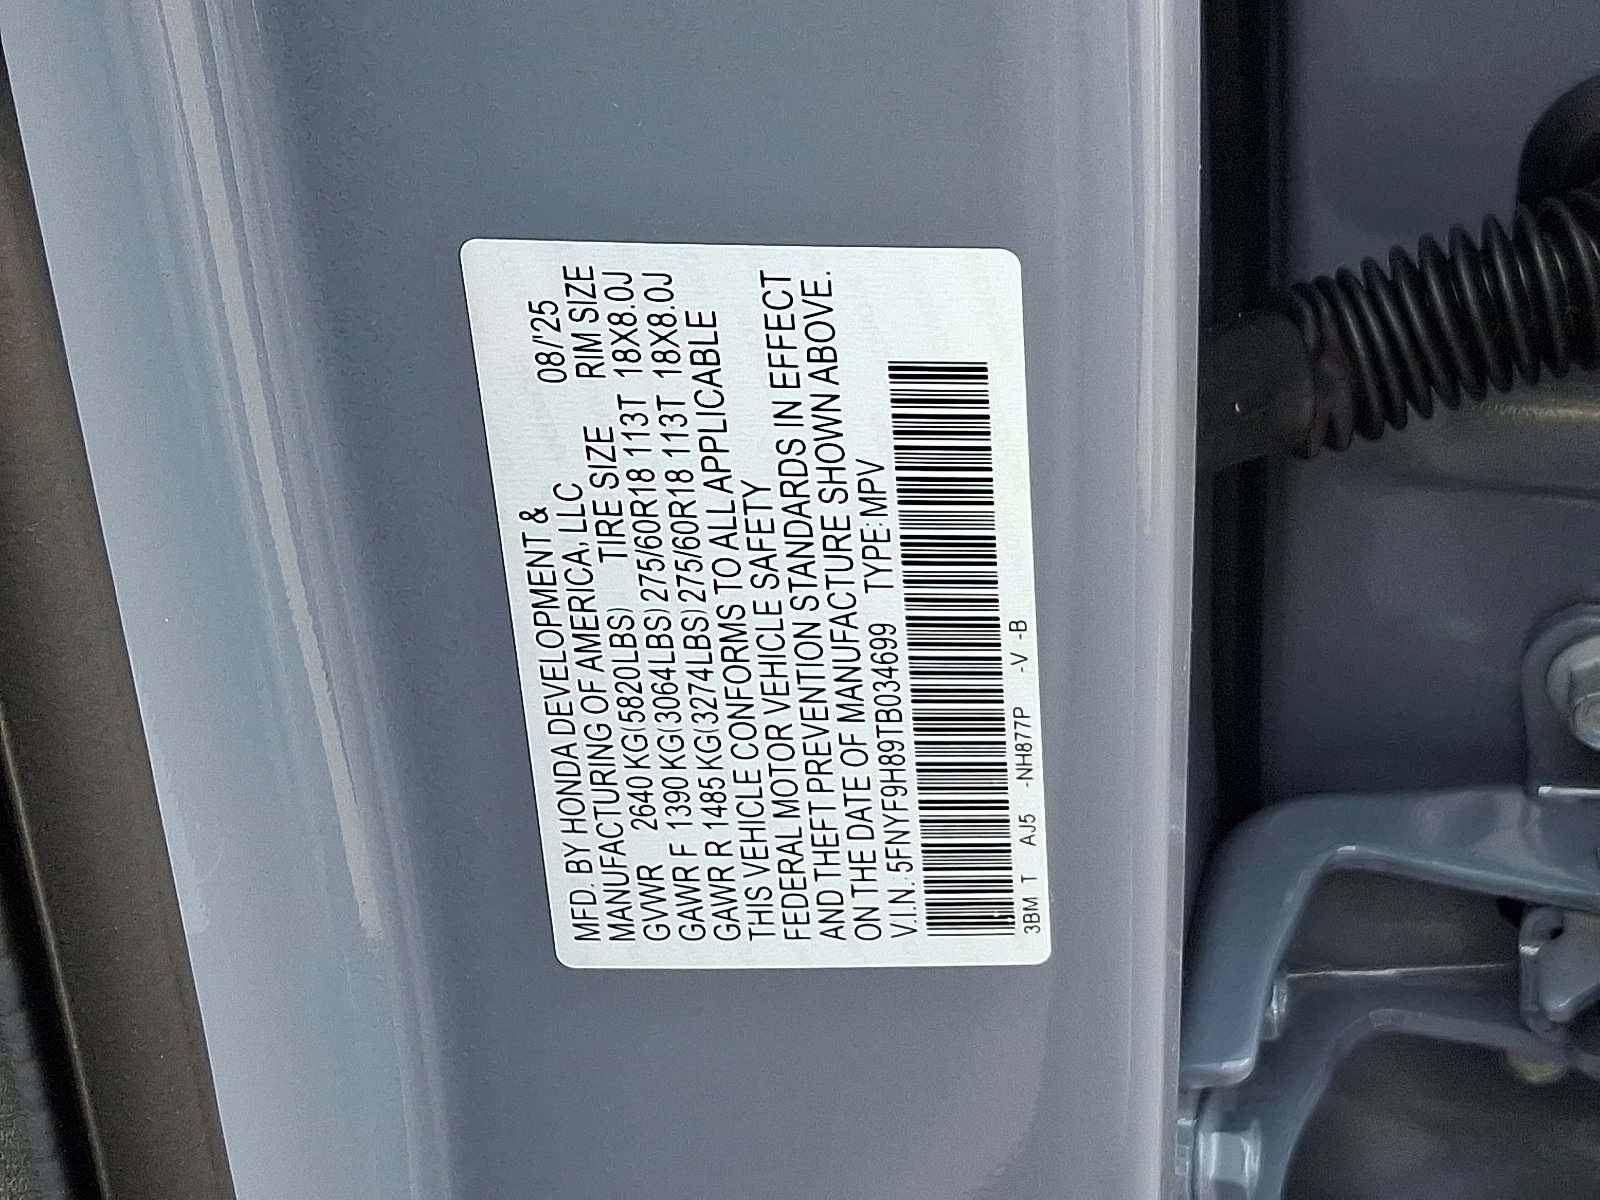 MFD. BY HONDA DEVELOPMENT &
MANUFACTURING OF AMERICA, LLC 08/'25
GVWR 2640 KG(5820LBS) TIRE SIZE RIM SIZE
GAWR F 1390 KG(3064LBS) 275/60R18 113T 18X8.0J
GAWR R 1485 KG(3274LBS) 275/60R18 113T 18X8.0J
THIS VEHICLE CONFORMS TO ALL APPLICABLE
FEDERAL MOTOR VEHICLE SAFETY
AND THEFT PREVENTION STANDARDS IN EFFECT
ON THE DATE OF MANUFACTURE SHOWN ABOVE.
V.I.N.: 5FNYF9H89TB034699 TYPE: MPV
3BM T AJ5 -NH877P -V -B